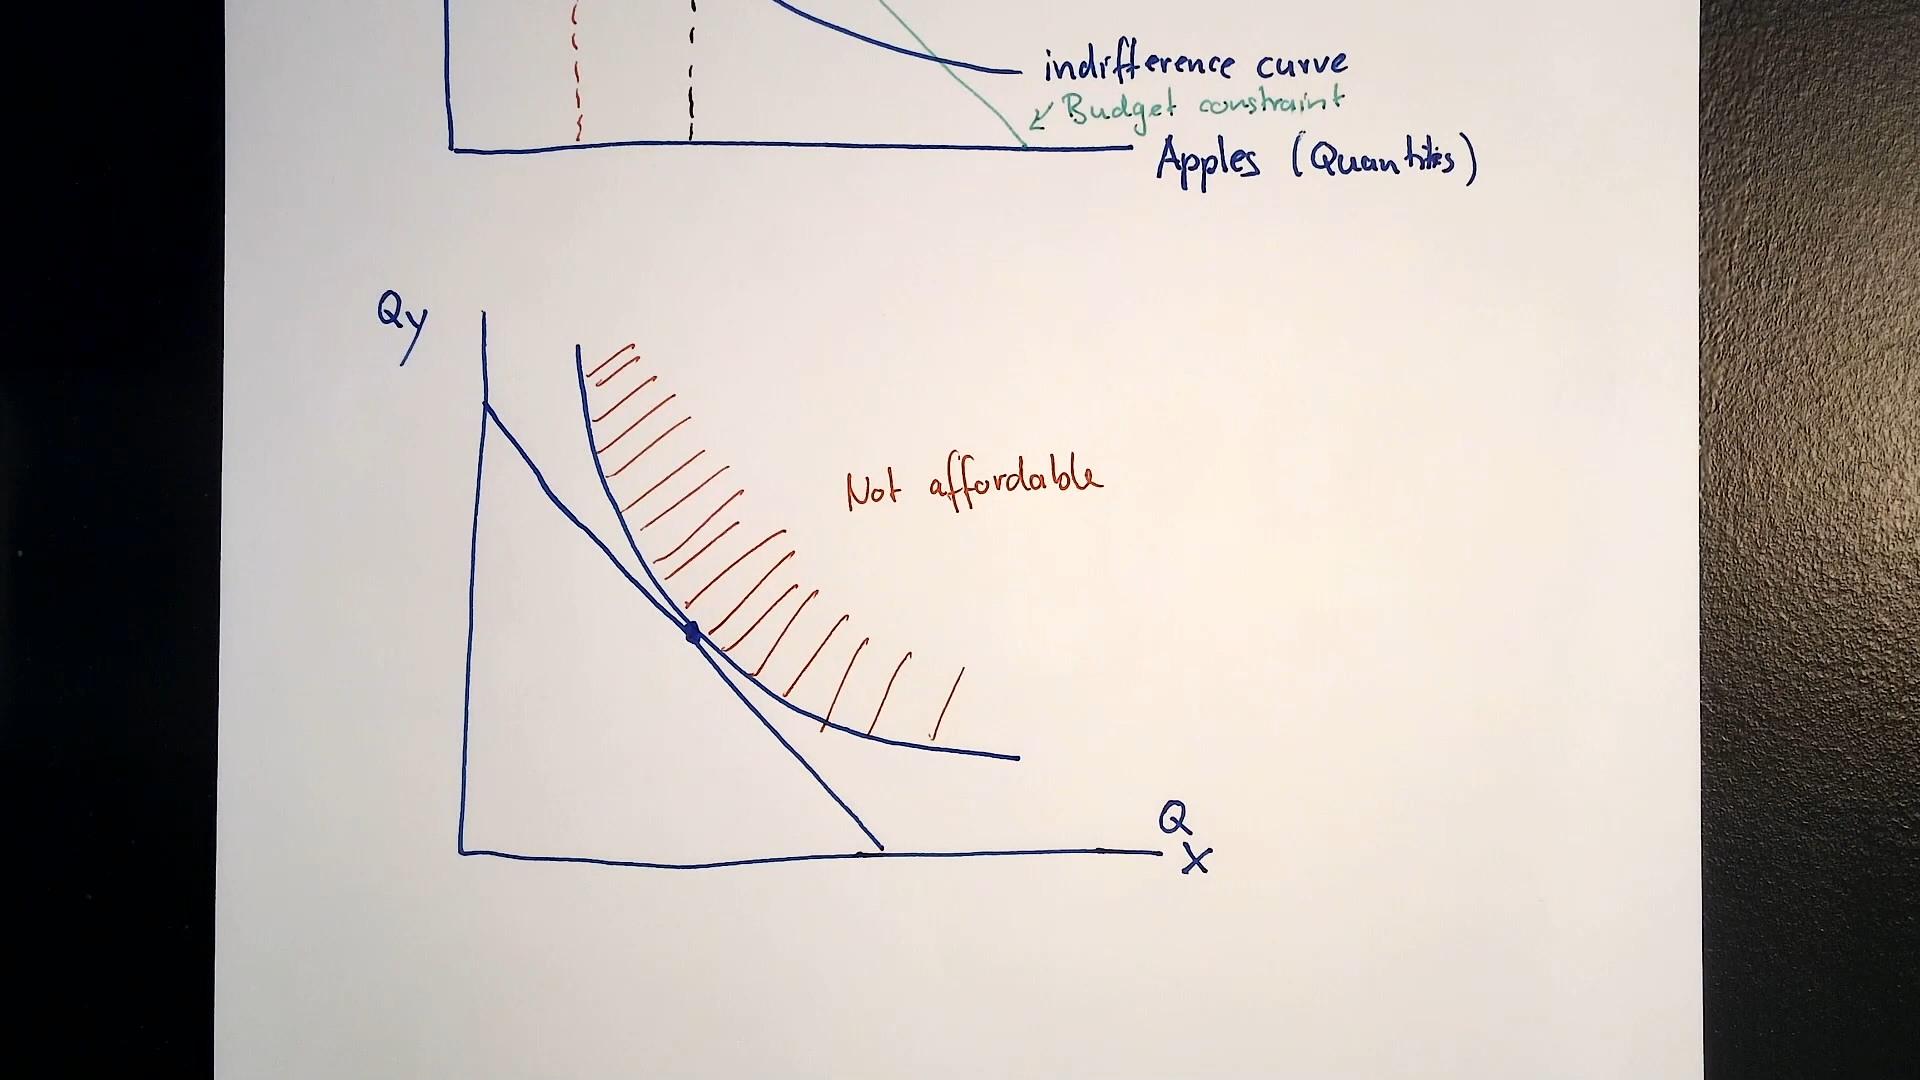 indifference curve
Budget constraint
Apples (Quantities)
Qy
Not affordable
Q
X